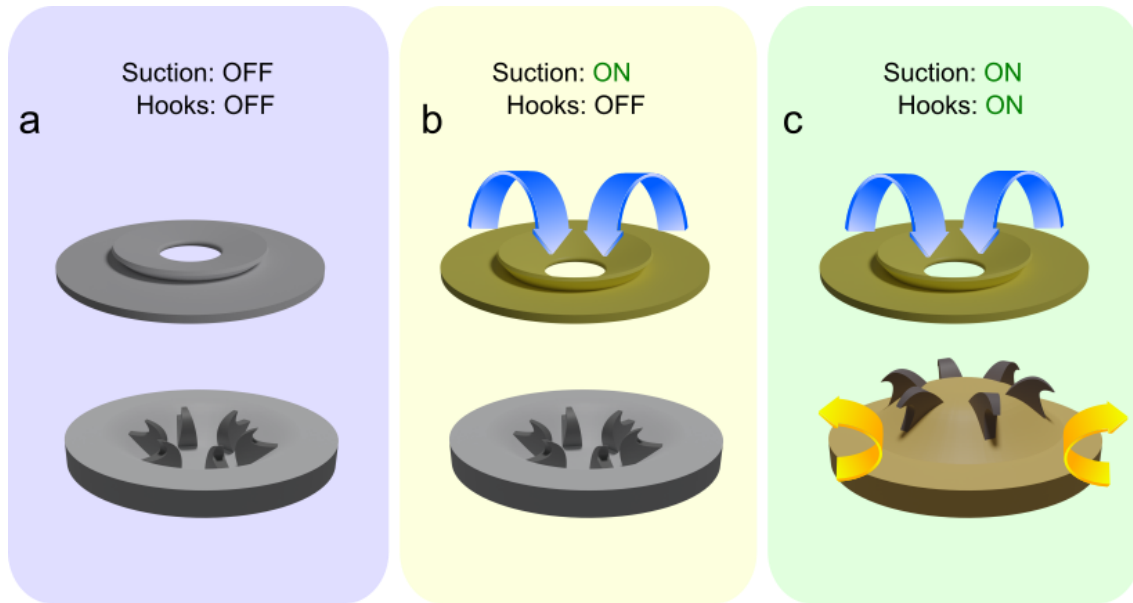 a
Suction: OFF
Hooks: OFF
b
Suction: ON
Hooks: OFF
c
Suction: ON
Hooks: ON